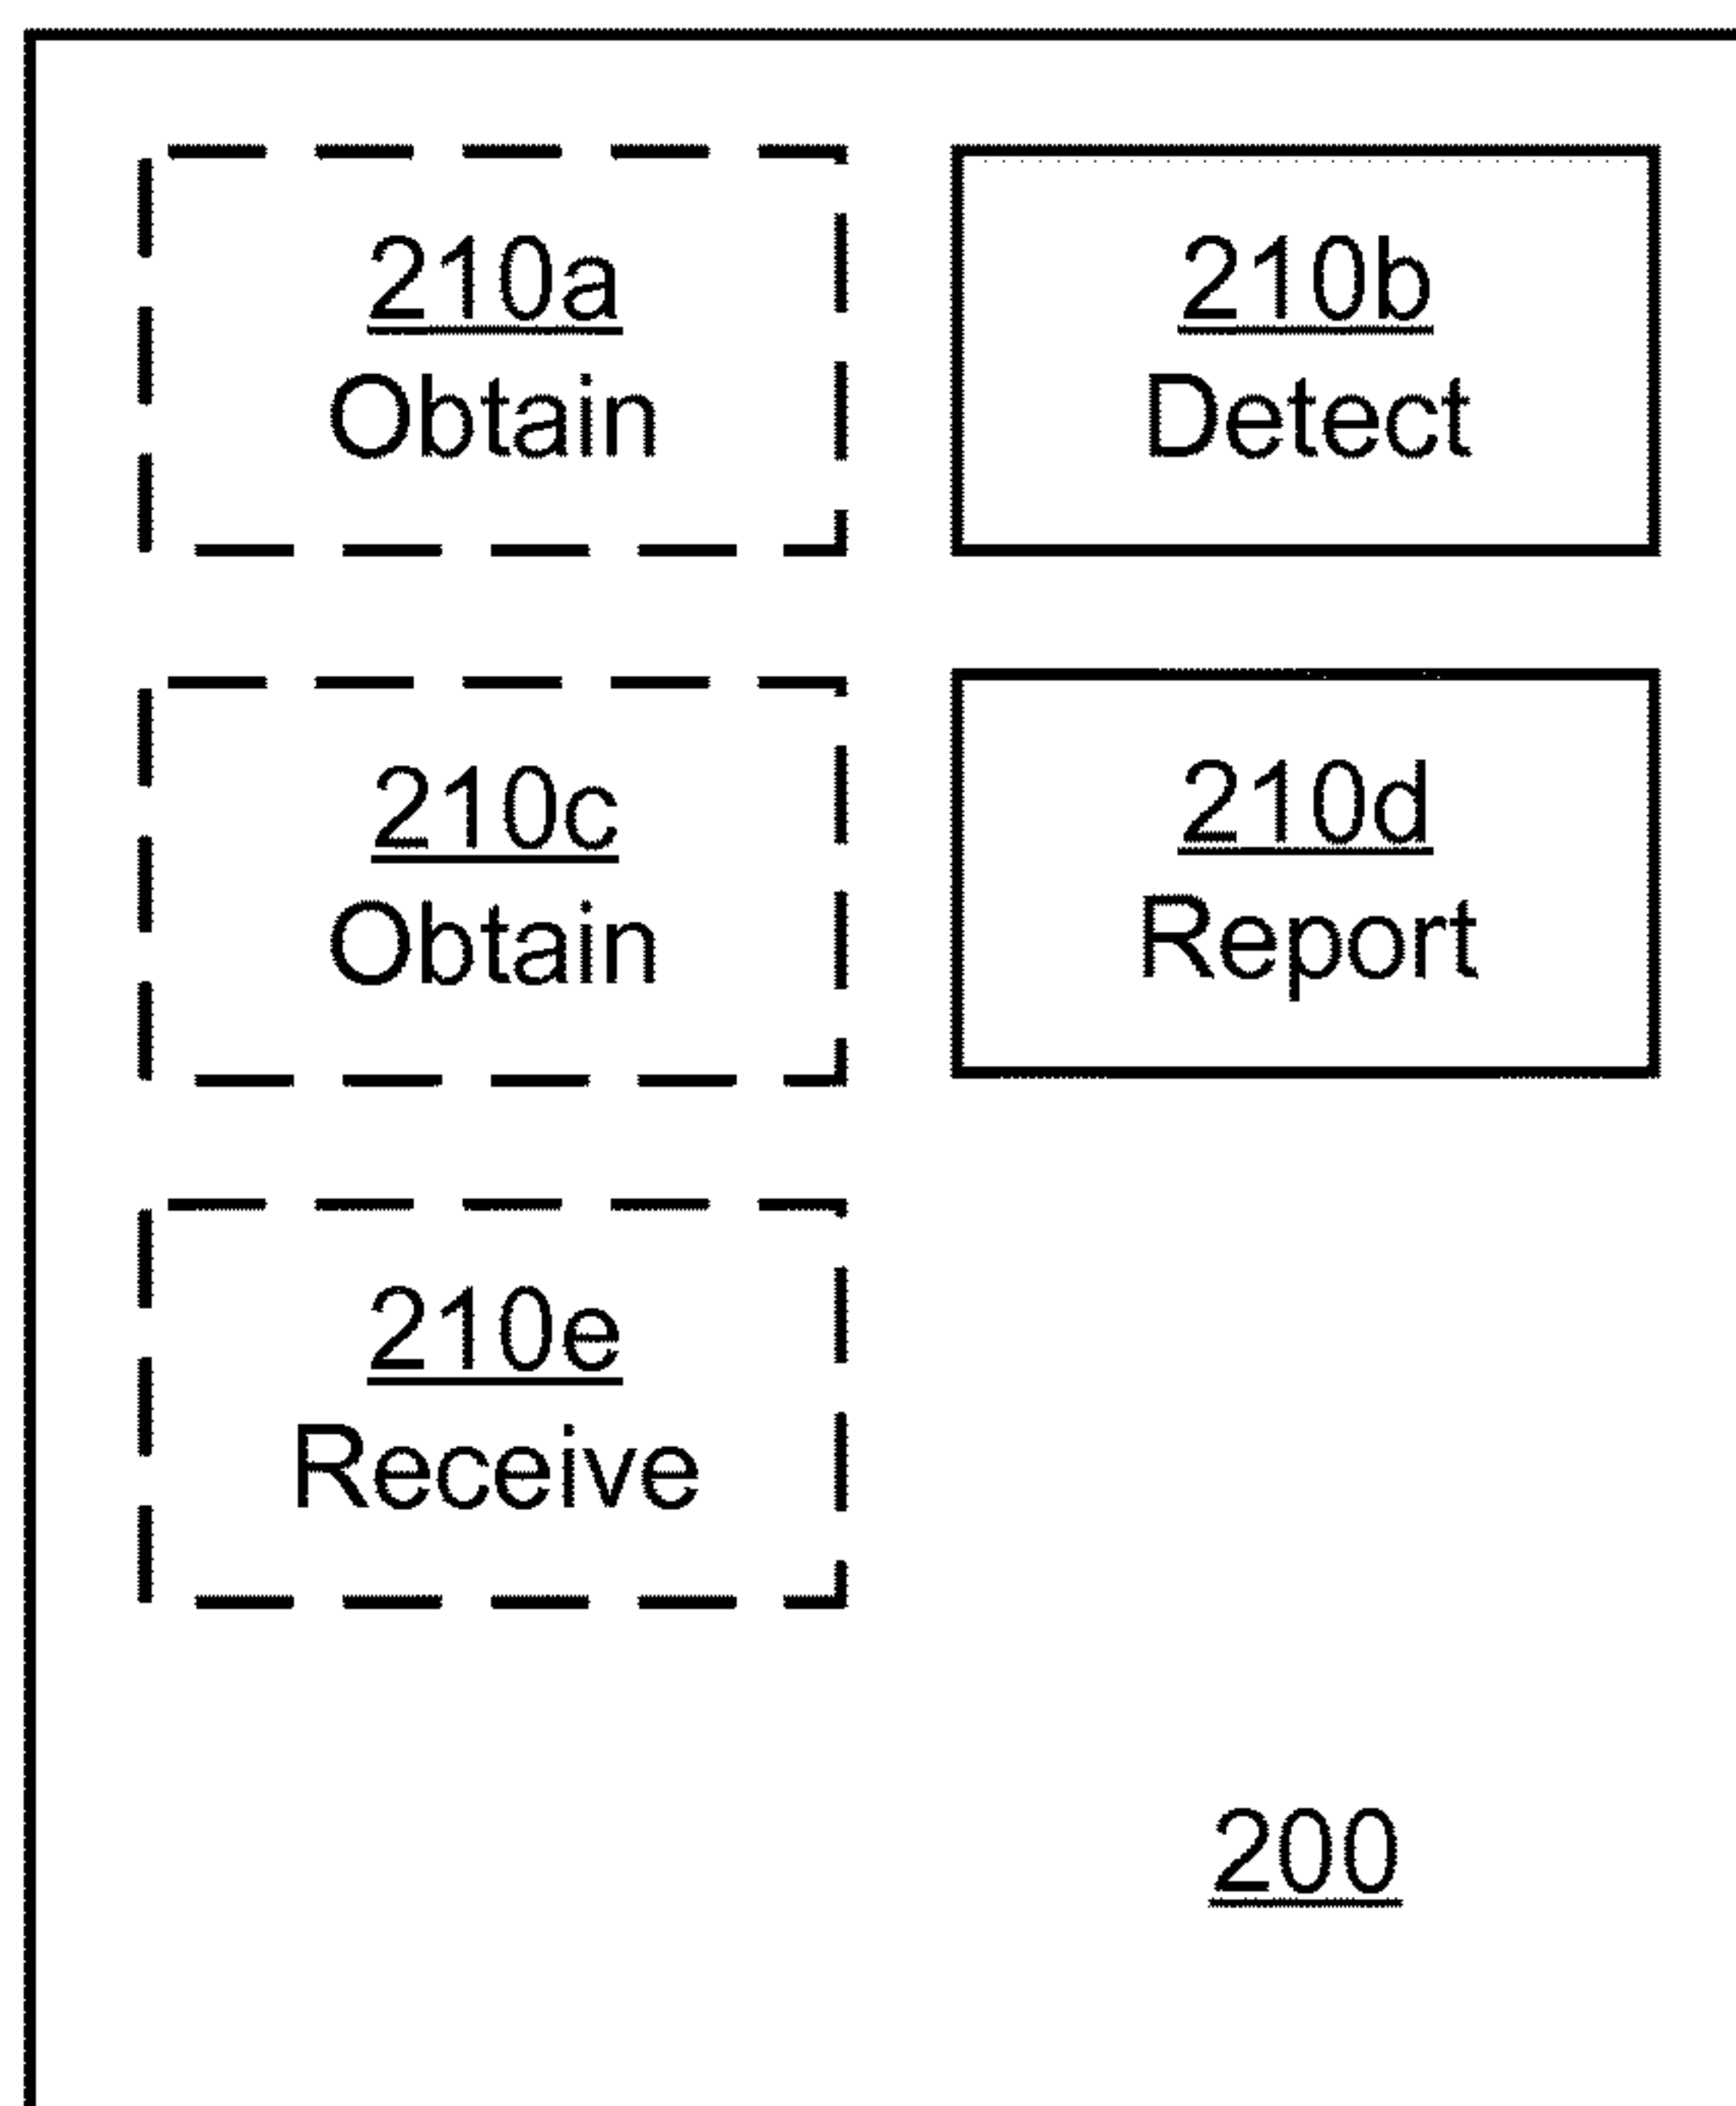 210a
Obtain
210b
Detect
210c
Obtain
210d
Report
210e
Receive
200